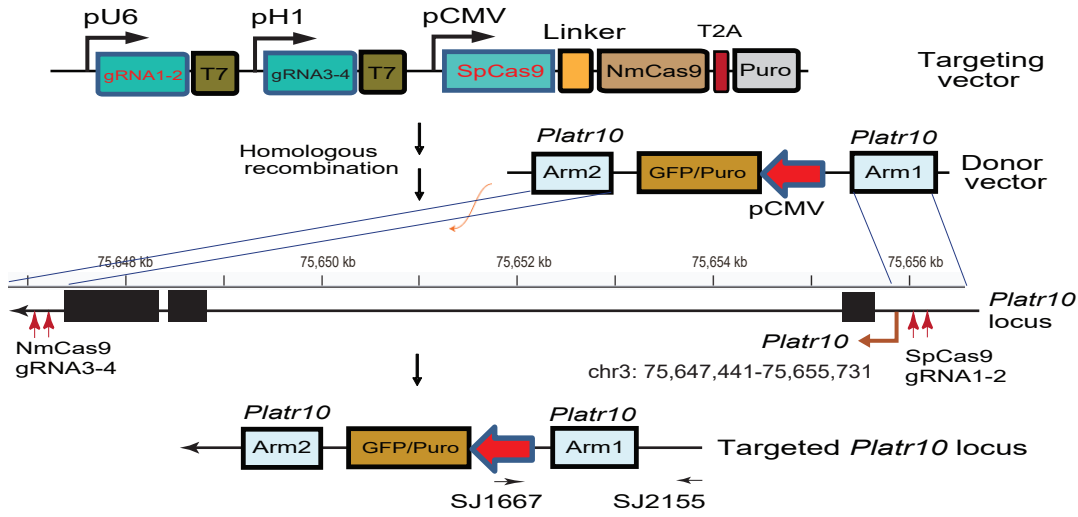 pU6 pH1 pCMV
Linker T2A
gRNA1-2 T7 gRNA3-4 T7 SpCas9 NmCas9 Puro
Targeting
vector
Homologous
recombination
Platr10 Platr10
Arm2 GFP/Puro Arm1
pCMV
Donor
vector
75,648 kb 75,650 kb 75,652 kb 75,654 kb 75,656 kb
Platr10
locus
NmCas9
gRNA3-4
Platr10
SpCas9
gRNA1-2
chr3: 75,647,441-75,655,731
Platr10 Platr10
Arm2 GFP/Puro Arm1
Targeted Platr10 locus
SJ1667 SJ2155